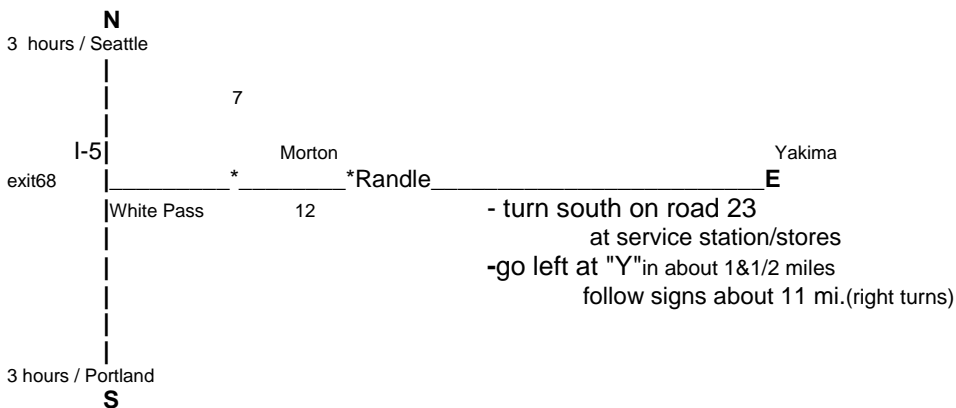 N
3 hours / Seattle
7
I-5 Morton Yakima
exit68 *________*Randle_________________________E
White Pass 12 - turn south on road 23
at service station/stores
-go left at "Y"in about 1&1/2 miles
follow signs about 11 mi.(right turns)
3 hours / Portland
S